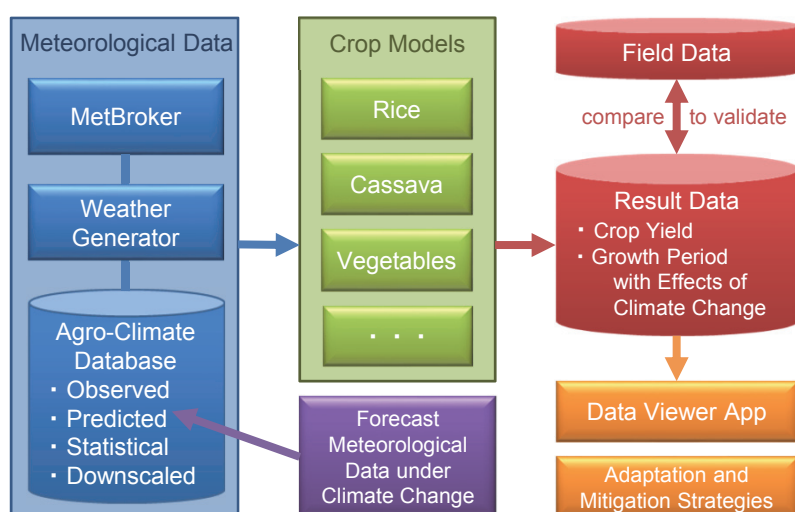 Meteorological Data
MetBroker
Weather
Generator
Agro-Climate
Database
・Observed
・Predicted
・Statistical
・Downscaled
Crop Models
Rice
Cassava
Vegetables
・・・
Forecast
Meteorological
Data under
Climate Change
Field Data
compare to validate
Result Data
・Crop Yield
・Growth Period
with Effects of
Climate Change
Data Viewer App
Adaptation and
Mitigation Strategies